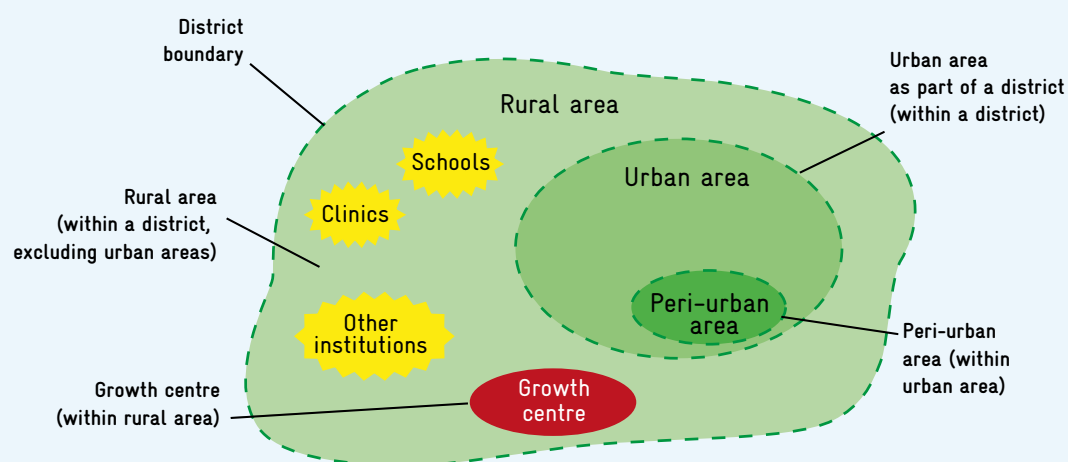 District
boundary
Rural area
Urban area
as part of a district
(within a district)
Schools
Urban area
Rural area
(within a district,
excluding urban areas)
Clinics
Peri-urban
area
Other
institutions
Peri-urban
area (within
urban area)
Growth centre
(within rural area)
Growth
centre